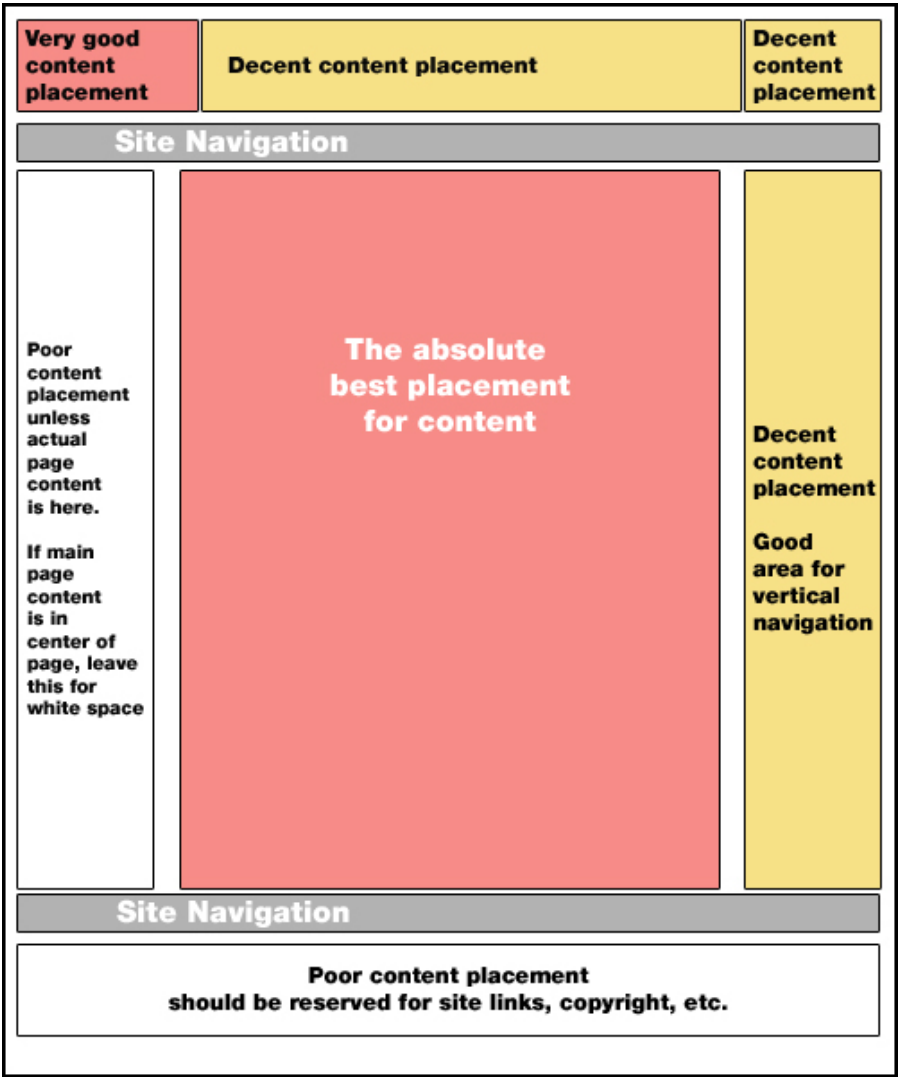 Very good
content
placement
Decent content placement
Decent
content
placement
Site Navigation
Poor
content
placement
unless
actual
page
content
is here.
If main
page
content
is in
center of
page, leave
this for
white space
The absolute
best placement
for content
Decent
content
placement
Good
area for
vertical
navigation
Site Navigation
Poor content placement
should be reserved for site links, copyright, etc.